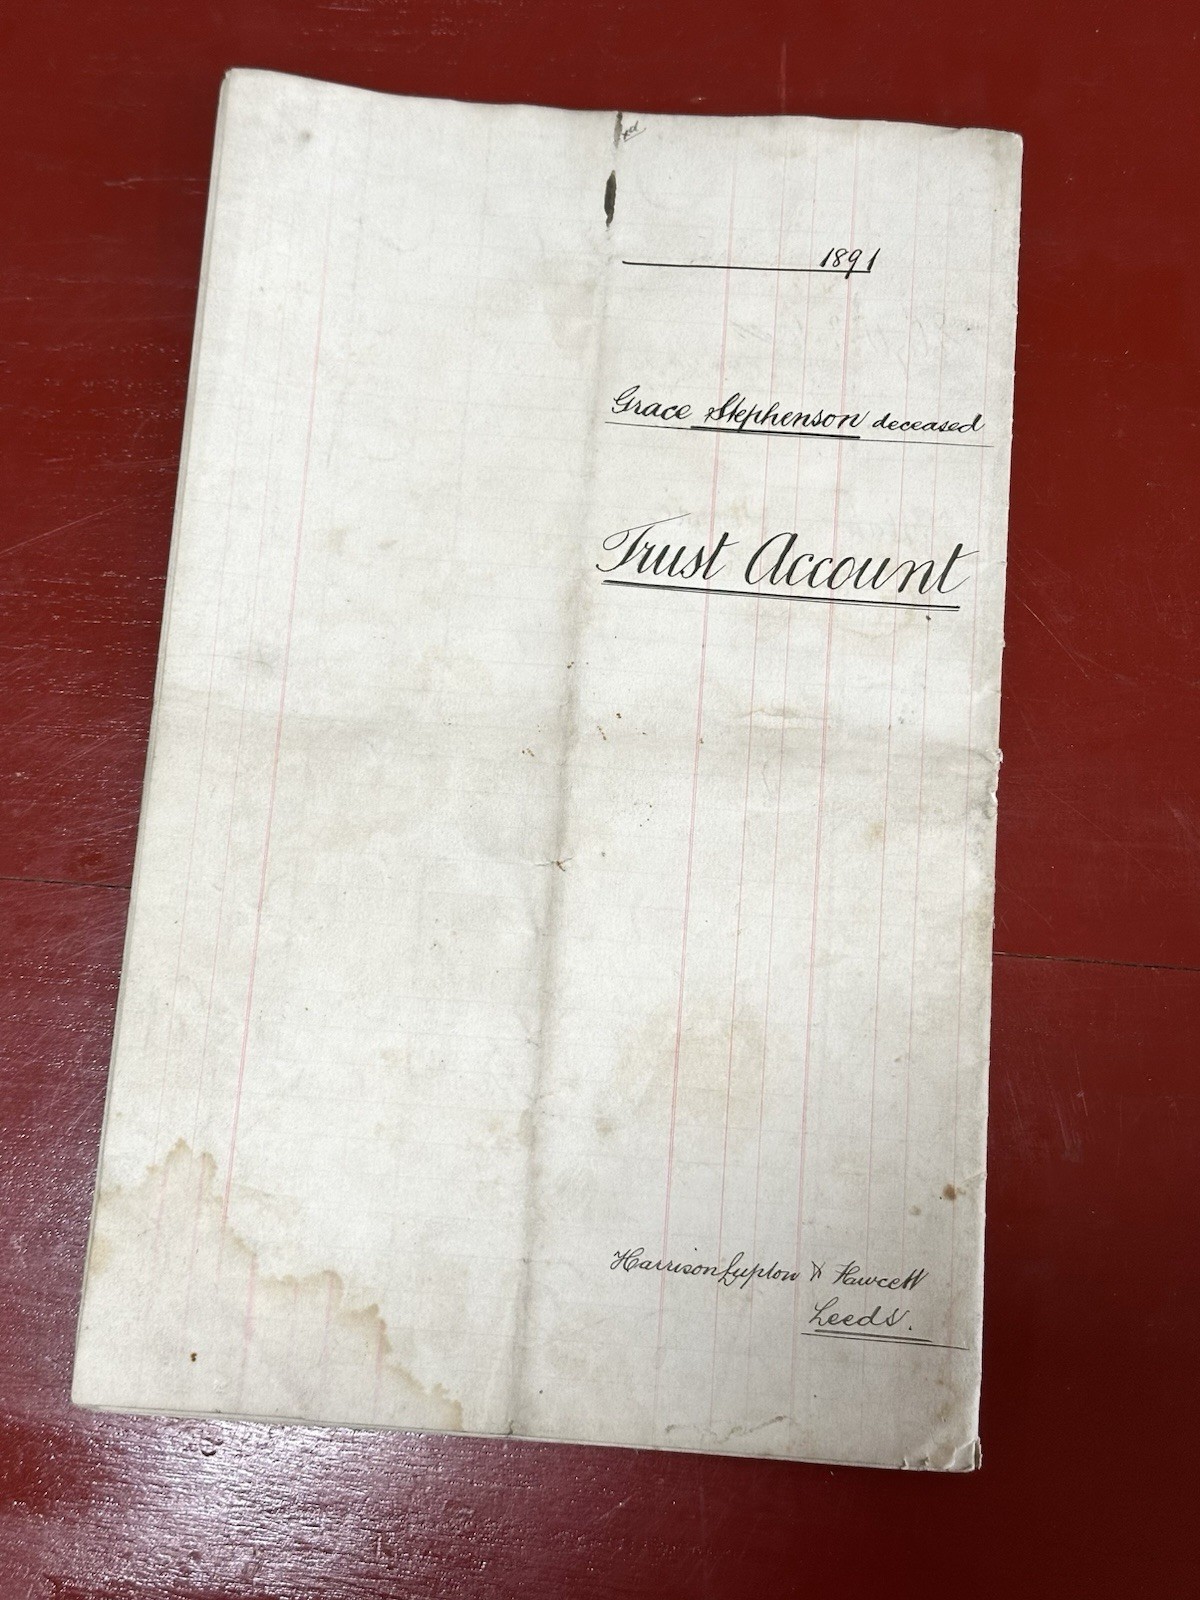 1891
Grace Stephenson deceased
Trust Account
Harrison Lupton & Fawcett
Leeds.